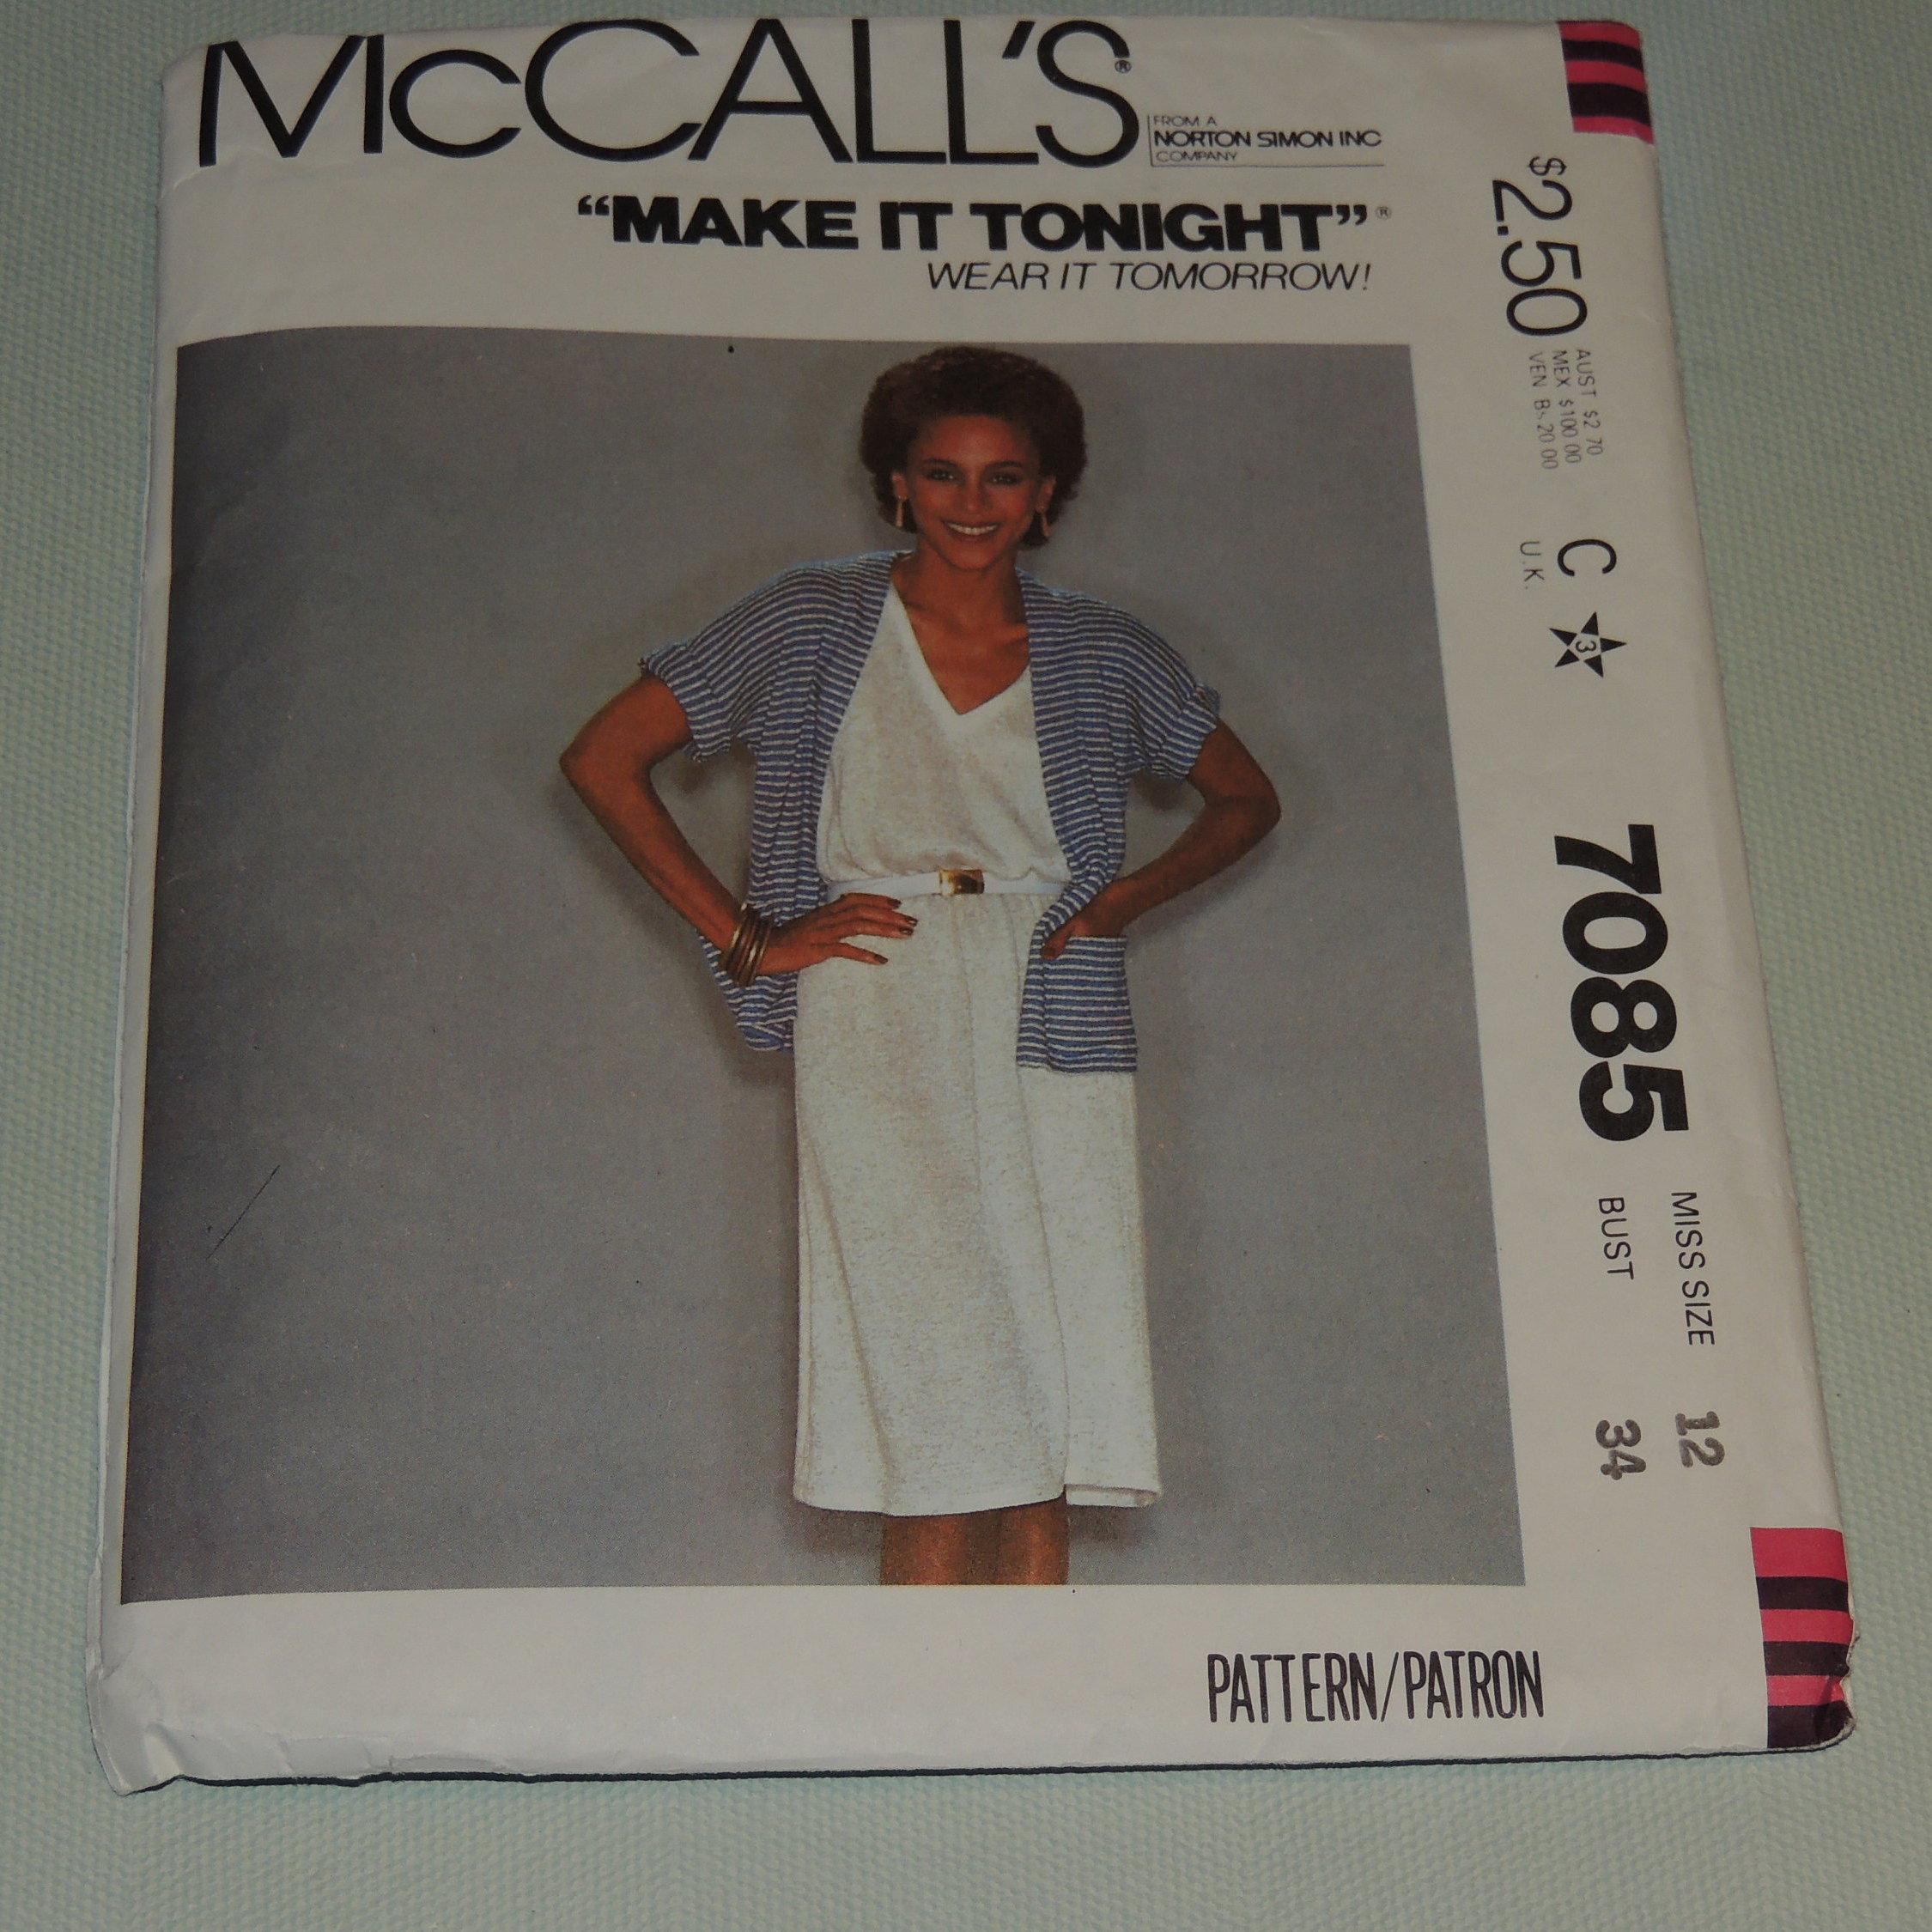 McCALL'S®
FROM A
NORTON SIMON INC
COMPANY
"MAKE IT TONIGHT"®
WEAR IT TOMORROW!
$2.50
AUST $2.70
MEX $100.00
VEN Bs.20.00
C
U.K.
3
7085
MISS SIZE 12
BUST 34
PATTERN/PATRON